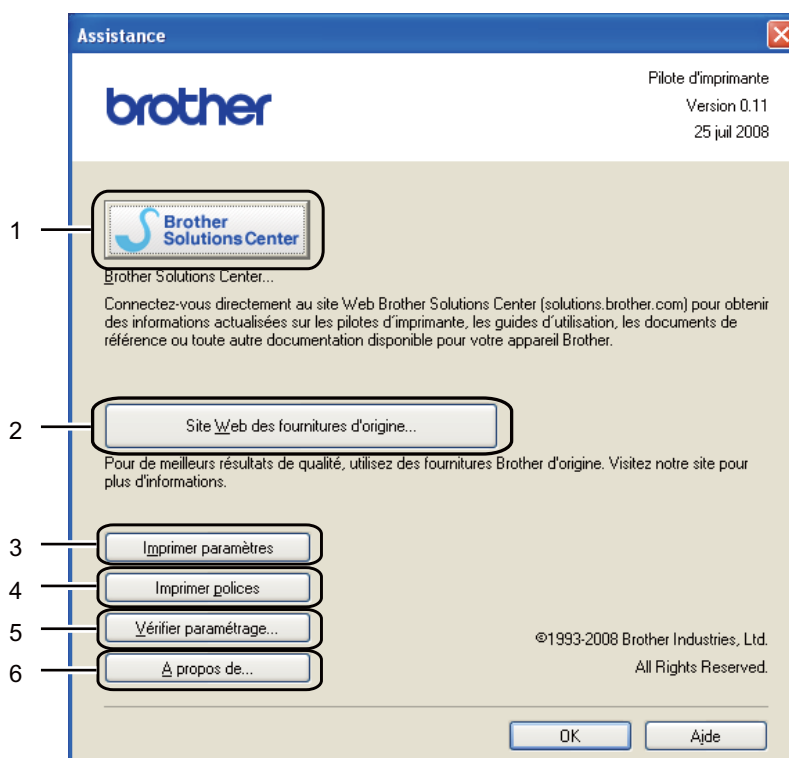 Assistance
brother
Pilote d'imprimante
Version 0.11
25 juil 2008
1
Brother
Solutions Center
Brother Solutions Center...
Connectez-vous directement au site Web Brother Solutions Center (solutions.brother.com) pour obtenir
des informations actualisées sur les pilotes d´imprimante, les guides d´utilisation, les documents de
référence ou toute autre documentation disponible pour votre appareil Brother.
2
Site Web des fournitures d'origine...
Pour de meilleurs résultats de qualité, utilisez des fournitures Brother d'origine. Visitez notre site pour
plus d'informations.
3
Imprimer paramètres
4
Imprimer polices
5
Vérifier paramétrage...
6
A propos de...
©1993-2008 Brother Industries, Ltd.
All Rights Reserved.
OK
Aide